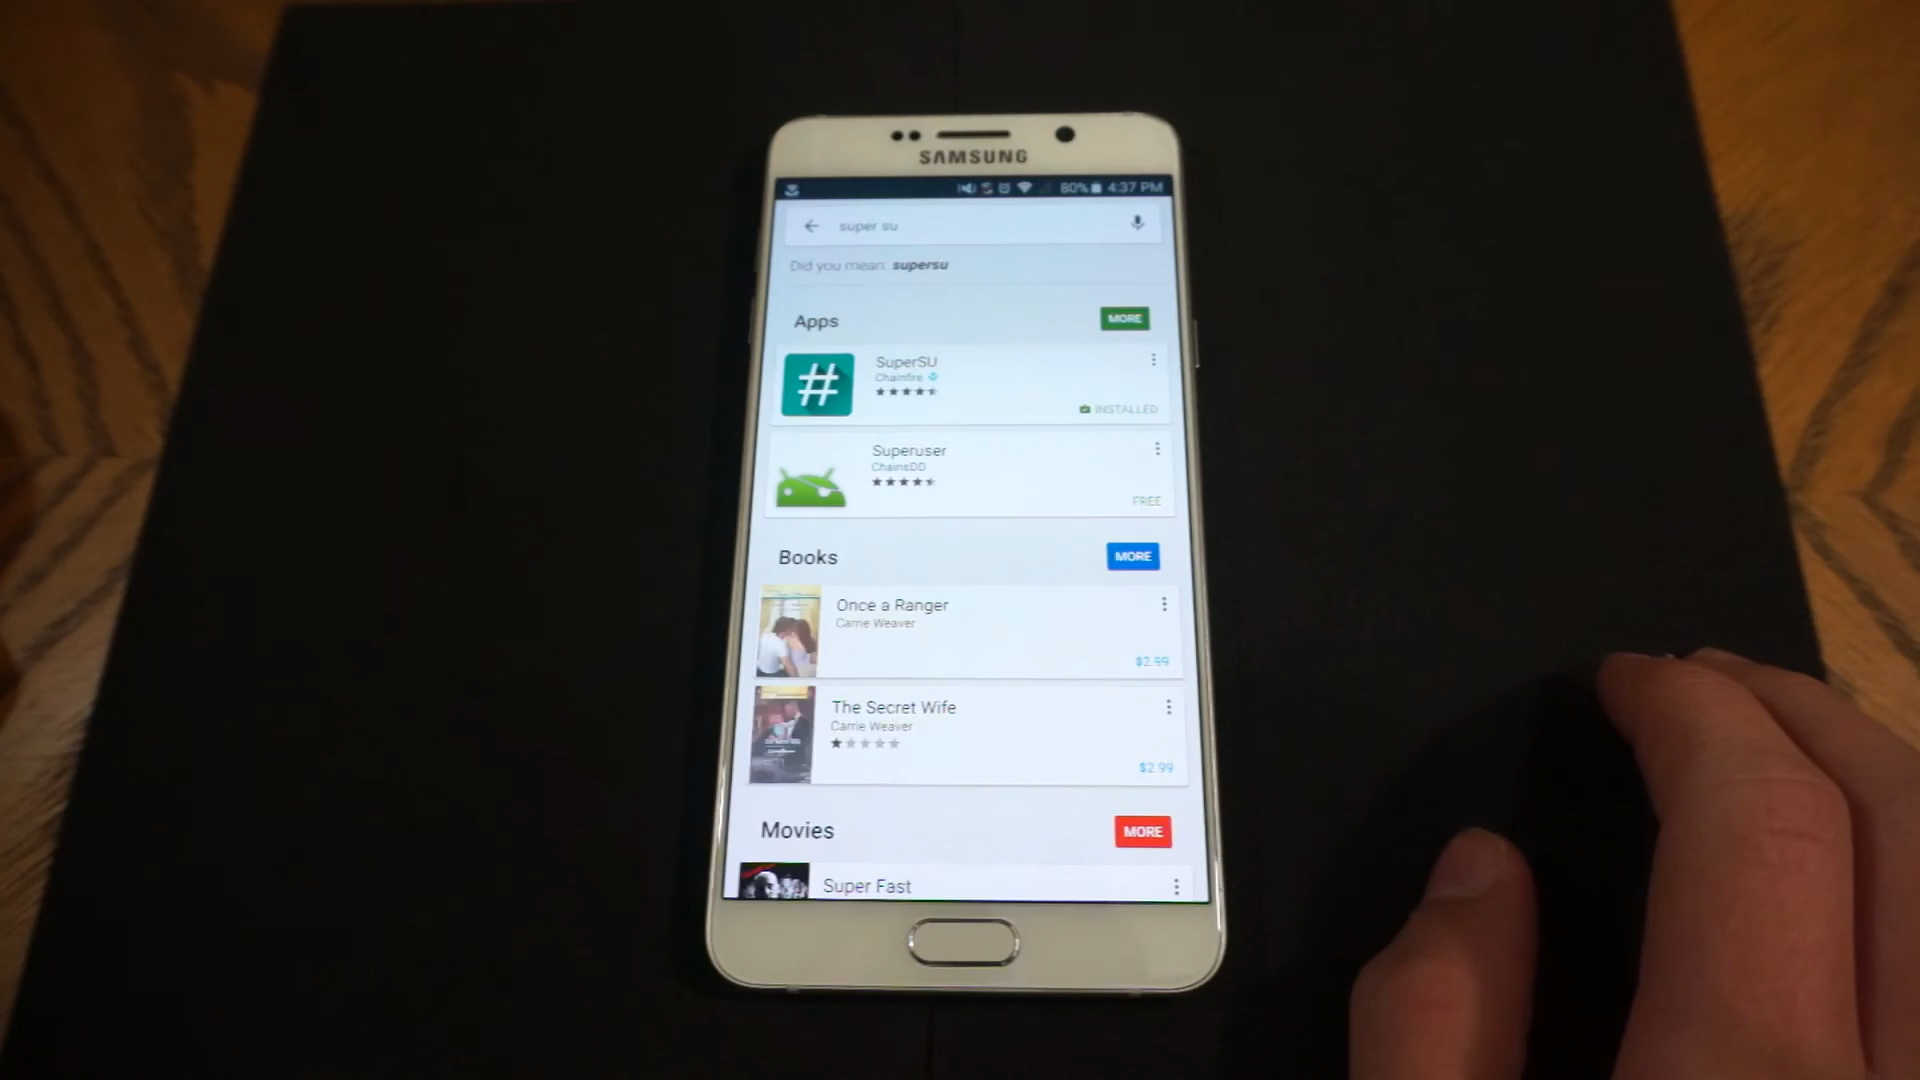 SAMSUNG
80% 4:37 PM
super su
Did you mean: supersu
Apps
MORE
SuperSU
Chainfire
INSTALLED
Superuser
ChainsDD
FREE
Books
MORE
Once a Ranger
Carrie Weaver
$2.99
The Secret Wife
Carrie Weaver
$2.99
Movies
MORE
Super Fast